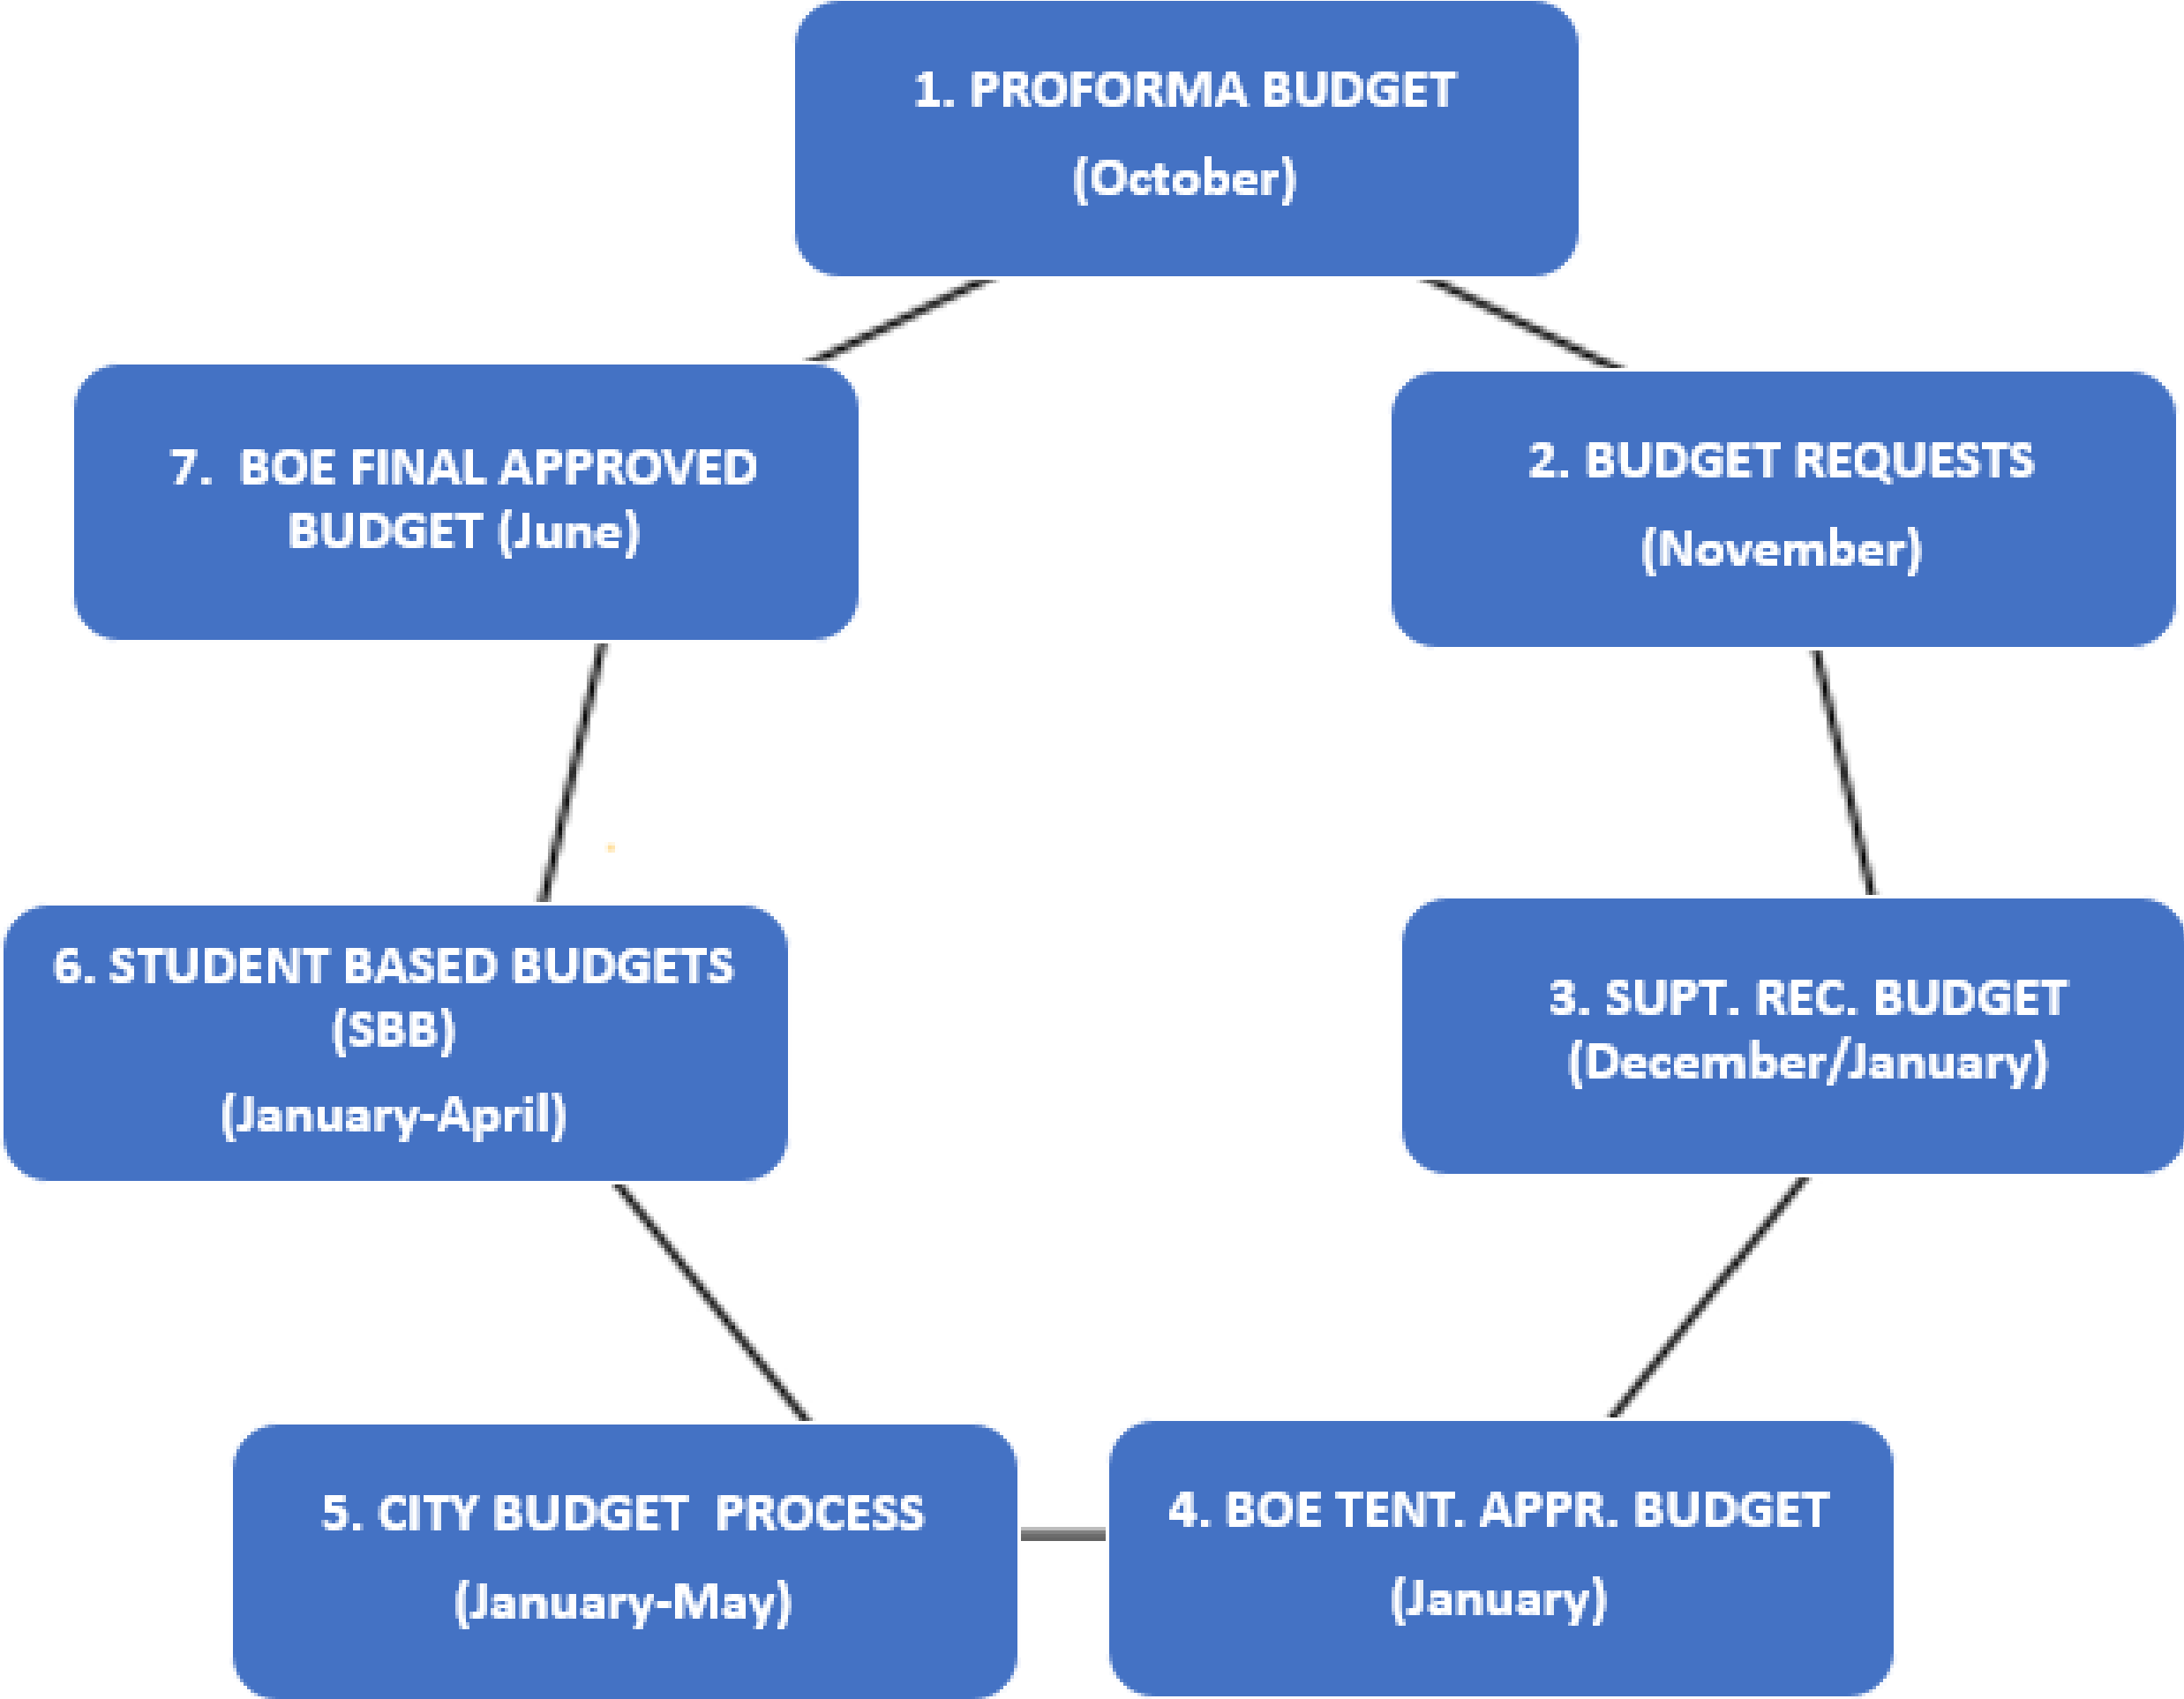 1. PROFORMA BUDGET
(October)
2. BUDGET REQUESTS
(November)
3. SUPT. REC. BUDGET
(December/January)
4. BOE TENT. APPR. BUDGET
(January)
5. CITY BUDGET  PROCESS
(January-May)
6. STUDENT BASED BUDGETS
(SBB)
(January-April)
7.  BOE FINAL APPROVED
BUDGET (June)